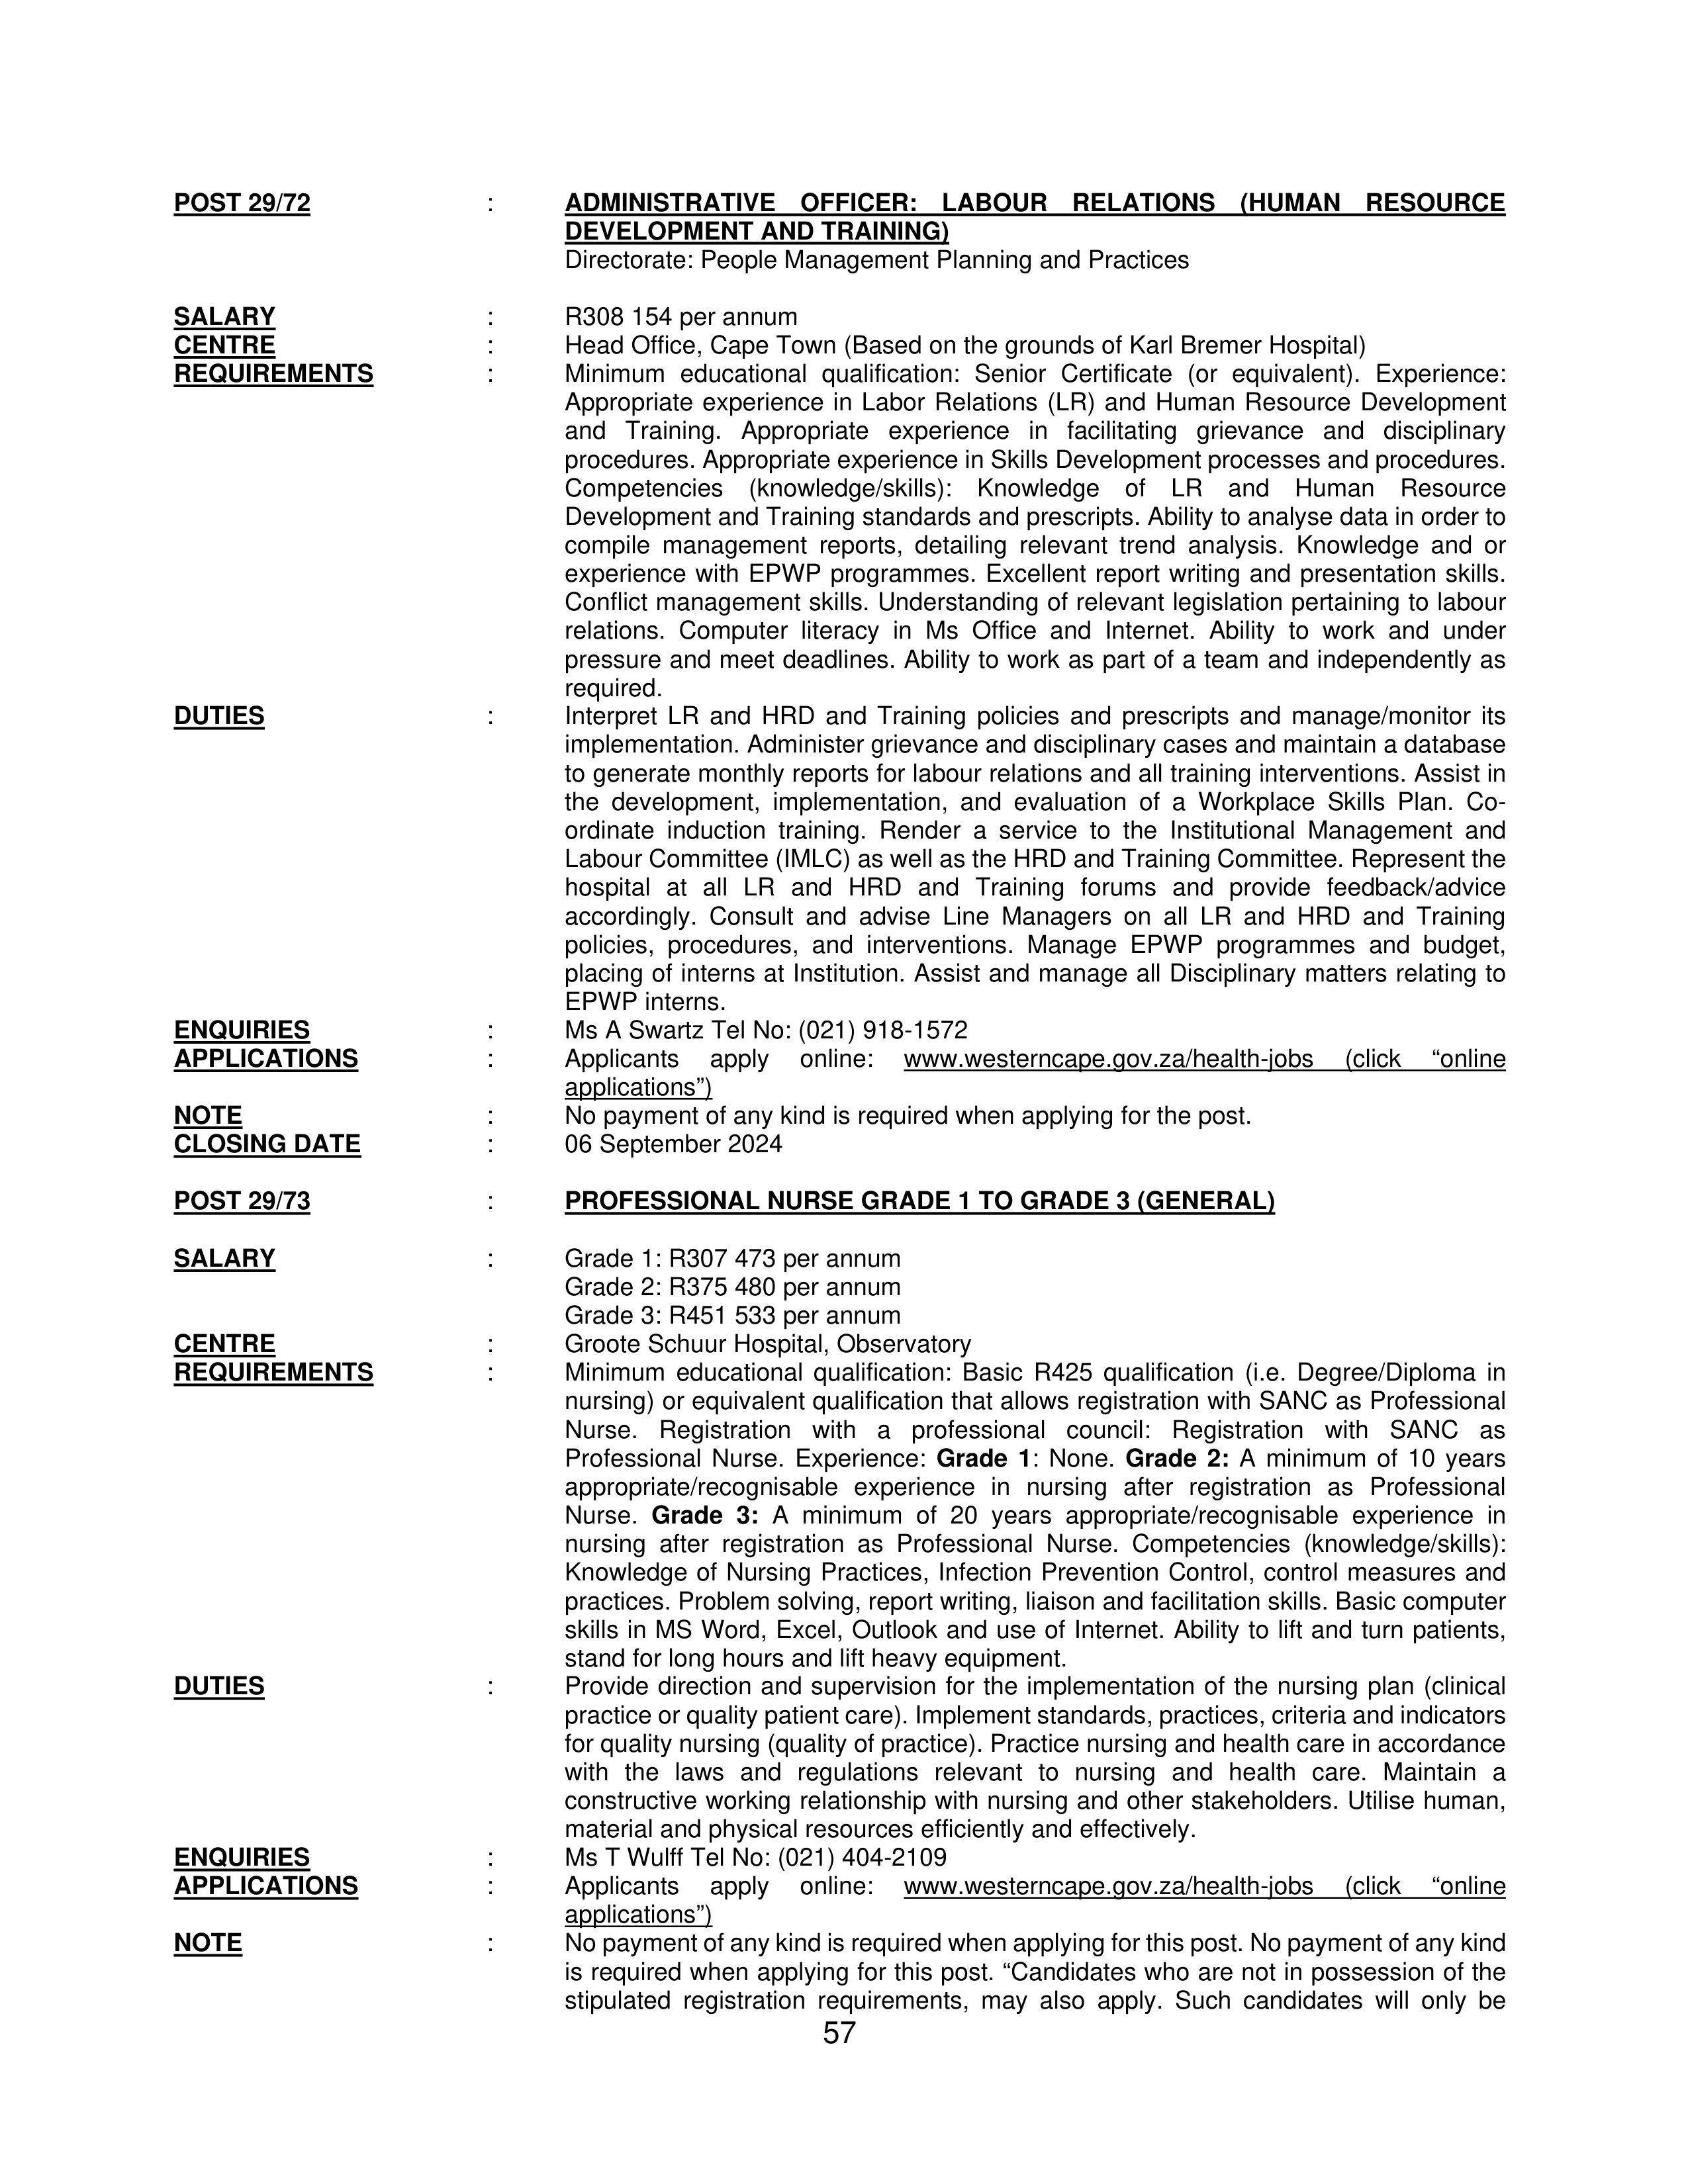 POST 29/72 : ADMINISTRATIVE OFFICER: LABOUR RELATIONS (HUMAN RESOURCE
DEVELOPMENT AND TRAINING)
Directorate: People Management Planning and Practices
SALARY : R308 154 per annum
CENTRE : Head Office, Cape Town (Based on the grounds of Karl Bremer Hospital)
REQUIREMENTS : Minimum educational qualification: Senior Certificate (or equivalent). Experience:
Appropriate experience in Labor Relations (LR) and Human Resource Development
and Training. Appropriate experience in facilitating grievance and disciplinary
procedures. Appropriate experience in Skills Development processes and procedures.
Competencies (knowledge/skills): Knowledge of LR and Human Resource
Development and Training standards and prescripts. Ability to analyse data in order to
compile management reports, detailing relevant trend analysis. Knowledge and or
experience with EPWP programmes. Excellent report writing and presentation skills.
Conflict management skills. Understanding of relevant legislation pertaining to labour
relations. Computer literacy in Ms Office and Internet. Ability to work and under
pressure and meet deadlines. Ability to work as part of a team and independently as
required.
DUTIES : Interpret LR and HRD and Training policies and prescripts and manage/monitor its
implementation. Administer grievance and disciplinary cases and maintain a database
to generate monthly reports for labour relations and all training interventions. Assist in
the development, implementation, and evaluation of a Workplace Skills Plan. Co-
ordinate induction training. Render a service to the Institutional Management and
Labour Committee (IMLC) as well as the HRD and Training Committee. Represent the
hospital at all LR and HRD and Training forums and provide feedback/advice
accordingly. Consult and advise Line Managers on all LR and HRD and Training
policies, procedures, and interventions. Manage EPWP programmes and budget,
placing of interns at Institution. Assist and manage all Disciplinary matters relating to
EPWP interns.
ENQUIRIES : Ms A Swartz Tel No: (021) 918-1572
APPLICATIONS : Applicants apply online: www.westerncape.gov.za/health-jobs (click “online
applications”)
NOTE : No payment of any kind is required when applying for the post.
CLOSING DATE : 06 September 2024
POST 29/73 : PROFESSIONAL NURSE GRADE 1 TO GRADE 3 (GENERAL)
SALARY : Grade 1: R307 473 per annum
Grade 2: R375 480 per annum
Grade 3: R451 533 per annum
CENTRE : Groote Schuur Hospital, Observatory
REQUIREMENTS : Minimum educational qualification: Basic R425 qualification (i.e. Degree/Diploma in
nursing) or equivalent qualification that allows registration with SANC as Professional
Nurse. Registration with a professional council: Registration with SANC as
Professional Nurse. Experience: Grade 1: None. Grade 2: A minimum of 10 years
appropriate/recognisable experience in nursing after registration as Professional
Nurse. Grade 3: A minimum of 20 years appropriate/recognisable experience in
nursing after registration as Professional Nurse. Competencies (knowledge/skills):
Knowledge of Nursing Practices, Infection Prevention Control, control measures and
practices. Problem solving, report writing, liaison and facilitation skills. Basic computer
skills in MS Word, Excel, Outlook and use of Internet. Ability to lift and turn patients,
stand for long hours and lift heavy equipment.
DUTIES : Provide direction and supervision for the implementation of the nursing plan (clinical
practice or quality patient care). Implement standards, practices, criteria and indicators
for quality nursing (quality of practice). Practice nursing and health care in accordance
with the laws and regulations relevant to nursing and health care. Maintain a
constructive working relationship with nursing and other stakeholders. Utilise human,
material and physical resources efficiently and effectively.
ENQUIRIES : Ms T Wulff Tel No: (021) 404-2109
APPLICATIONS : Applicants apply online: www.westerncape.gov.za/health-jobs (click “online
applications”)
NOTE : No payment of any kind is required when applying for this post. No payment of any kind
is required when applying for this post. “Candidates who are not in possession of the
stipulated registration requirements, may also apply. Such candidates will only be
57